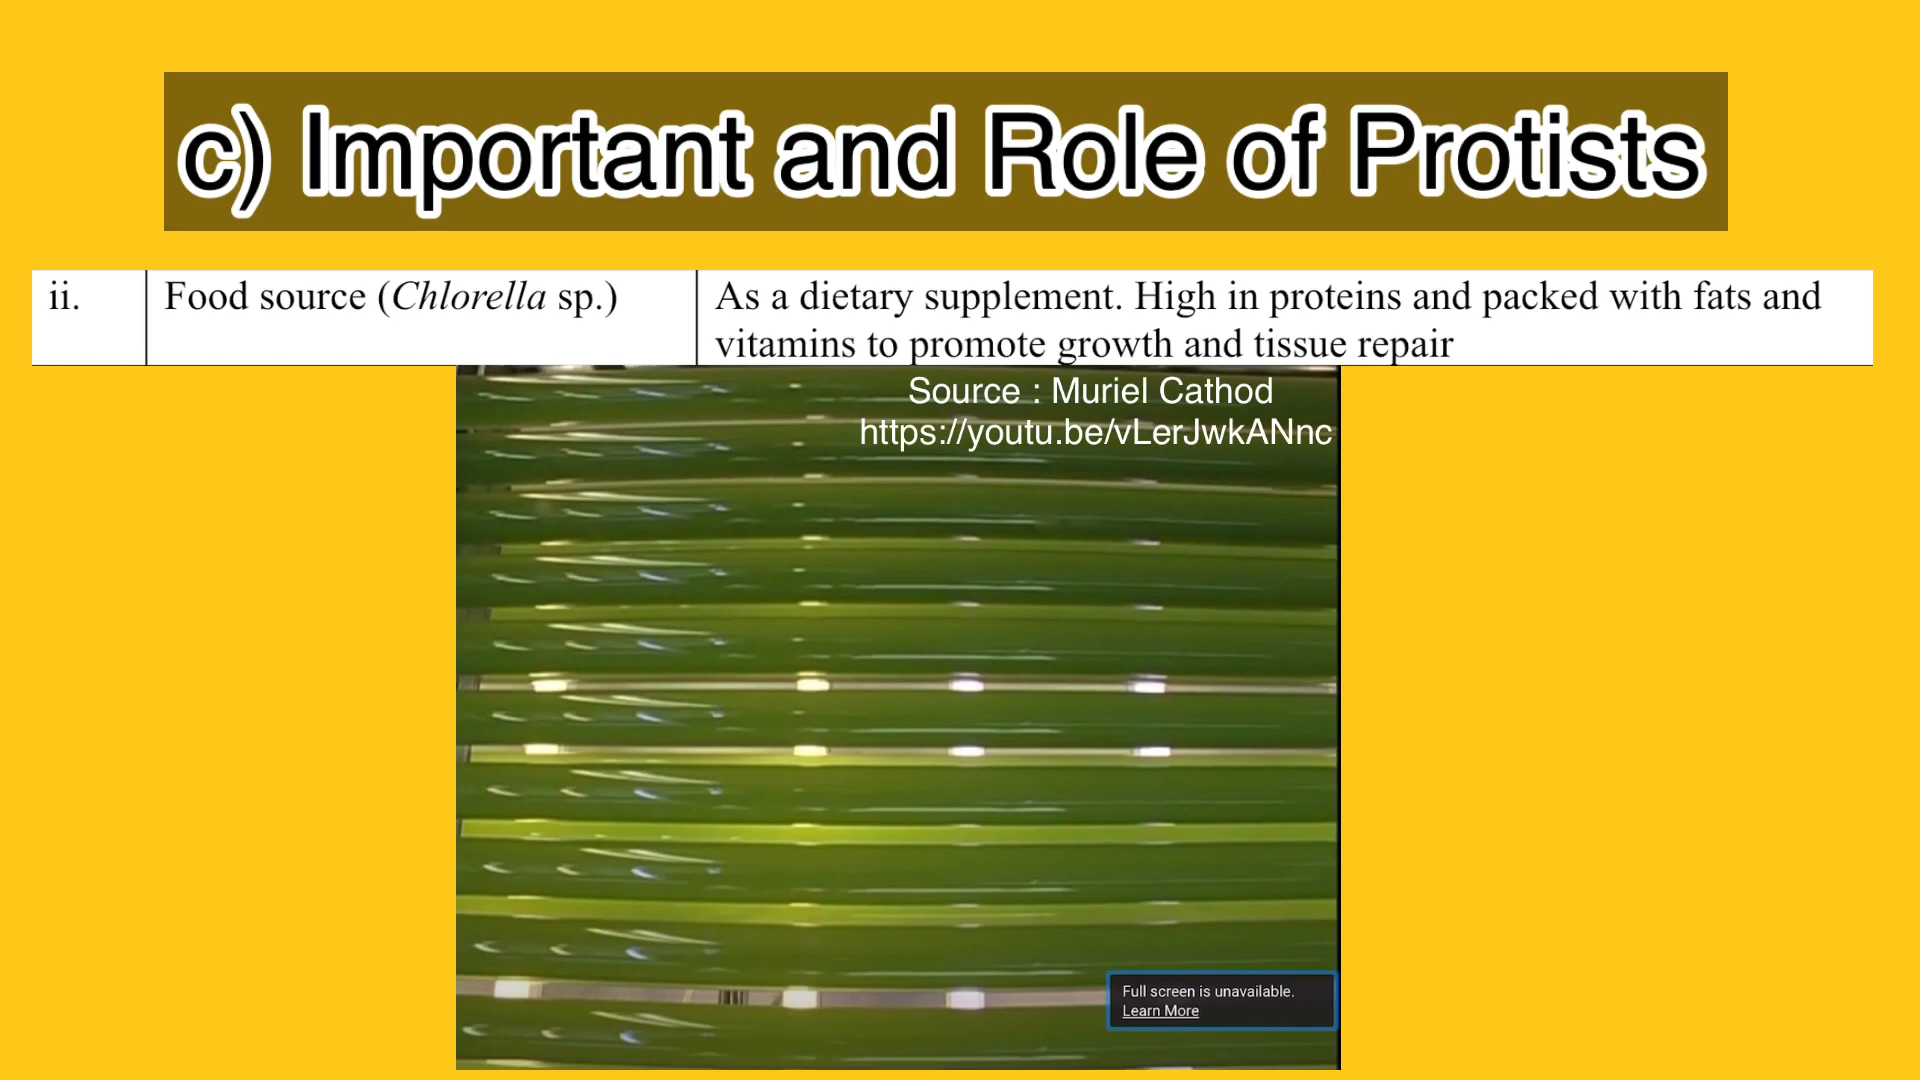 c) Important and Role of Protists
ii. Food source (Chlorella sp.) As a dietary supplement. High in proteins and packed with fats and
vitamins to promote growth and tissue repair
Source : Muriel Cathod
https://youtu.be/vLerJwkANnc
Full screen is unavailable.
Learn More